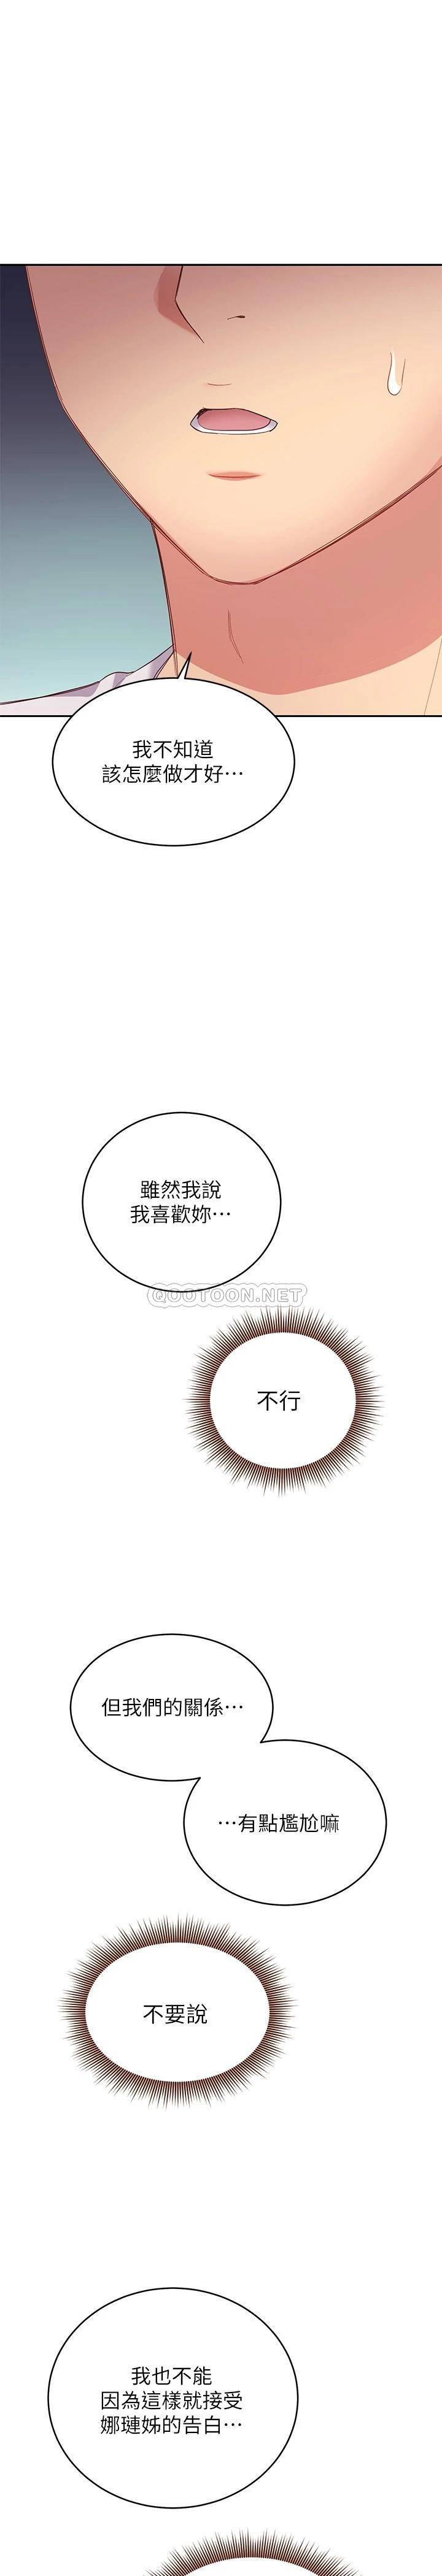 我不知道
該怎麼做才好⋯
雖然我說
我喜歡妳⋯
QOOTOON.NET
不行
但我們的關係⋯
⋯有點尷尬嘛
不要說
我也不能
因為這樣就接受
娜璉姊的告白⋯